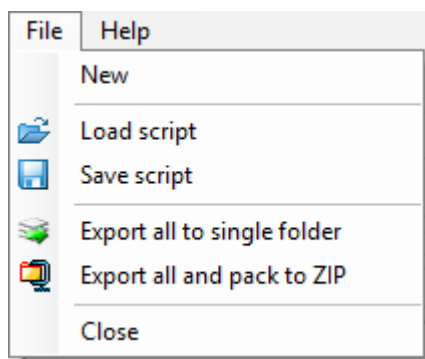 File Help
New
Load script
Save script
Export all to single folder
Export all and pack to ZIP
Close